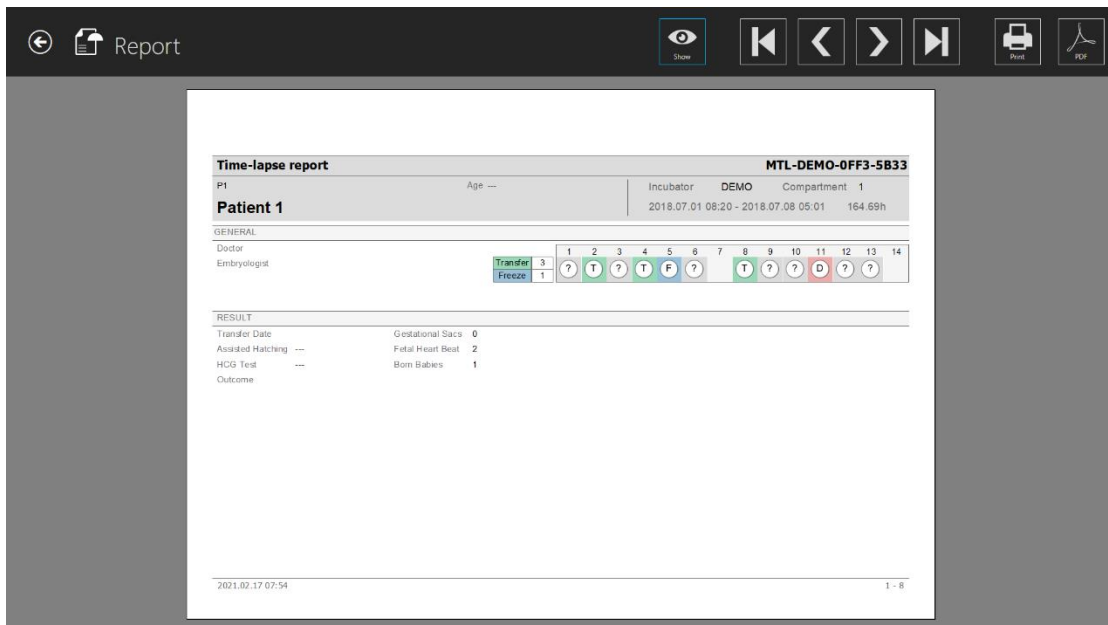 Report
Show
Print
PDF
Time-lapse report MTL-DEMO-0FF3-5B33
P1 Age --- Incubator DEMO Compartment 1
Patient 1 2018.07.01 08:20 - 2018.07.08 05:01 164.69h
GENERAL
Doctor 1 2 3 4 5 6 7 8 9 10 11 12 13 14
Embryologist Transfer 3 ? T ? T F ? T ? ? D ? ?
Freeze 1
RESULT
Transfer Date Gestational Sacs 0
Assisted Hatching --- Fetal Heart Beat 2
HCG Test --- Born Babies 1
Outcome
2021.02.17 07:54 1 - 8